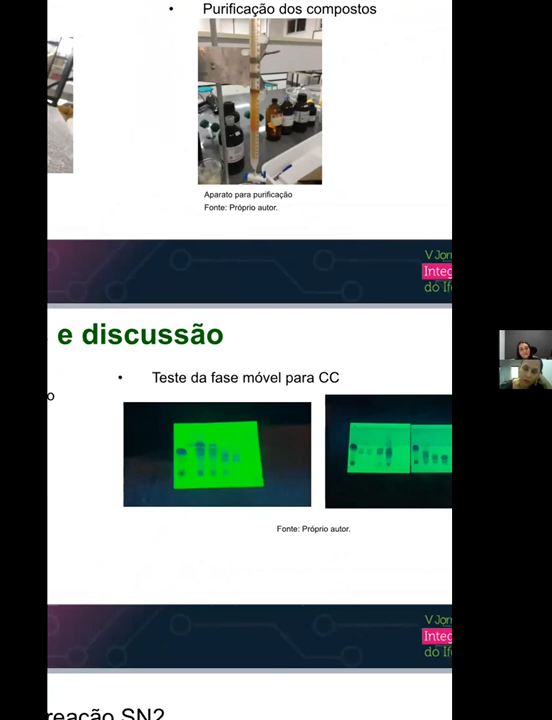 • Purificação dos compostos
Aparato para purificação
Fonte: Próprio autor.
V Jor
Integ
do If
e discussão
• Teste da fase móvel para CC
o
Fonte: Próprio autor.
V Jor
Integ
do If
reação SN2